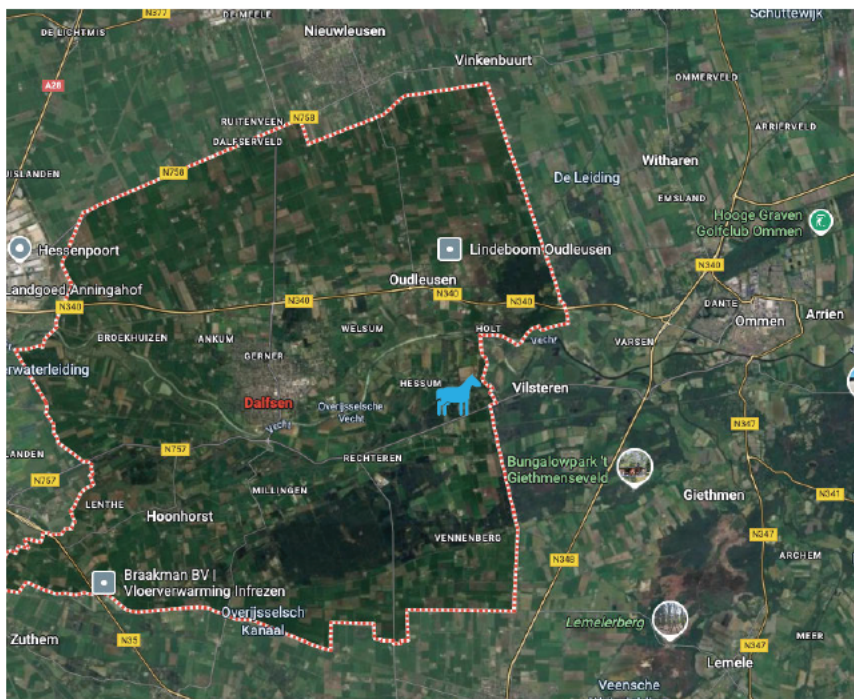 N377
DE LICHTMIS
DE MEELE
Nieuwleusen
Schuttewijk
Vinkenbuurt
A28
OMMERVELD
RUITENVEEN
N758
DALFSERVELD
ARRIERVELD
N758
UISLANDEN
Witharen
De Leiding
EMSLAND
Hooge Graven
Golfclub Ommen
Hessenpoort
Lindeboom Oudleusen
Landgoed Anningahof
Oudleusen
N340
N340
N340
N340
N340
N340
DANTE
Ommen
Arrien
BROEKHUIZEN
ANKUM
WELSUM
HOLT
Vecht
VARSEN
GERNER
erwaterleiding
HESSUM
Vilsteren
Dalfsen
Overijsselsche
Vecht
Vecht
N347
N757
LANDEN
N757
RECHTEREN
Bungalowpark 't
Giethmenseveld
MILLINGEN
LENTHE
Giethmen
N341
Hoonhorst
VENNENBERG
N347
N348
ARCHEM
Braakman BV |
Vloerverwarming Infrezen
Overijsselsch
Kanaal
Lemelerberg
Zuthem
N35
N347
MEER
Lemele
Veensche